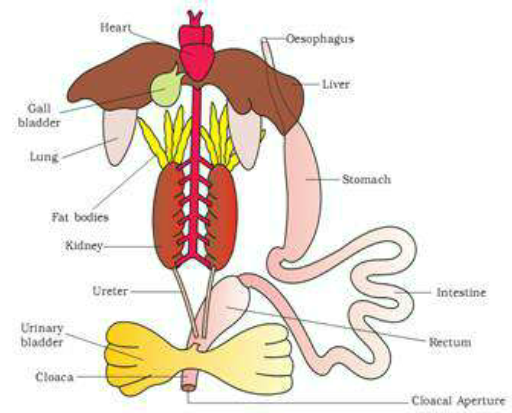 Heart
Oesophagus
Liver
Gall
bladder
Lung
Stomach
Fat bodies
Kidney
Ureter
Intestine
Urinary
bladder
Rectum
Cloaca
Cloacal Aperture